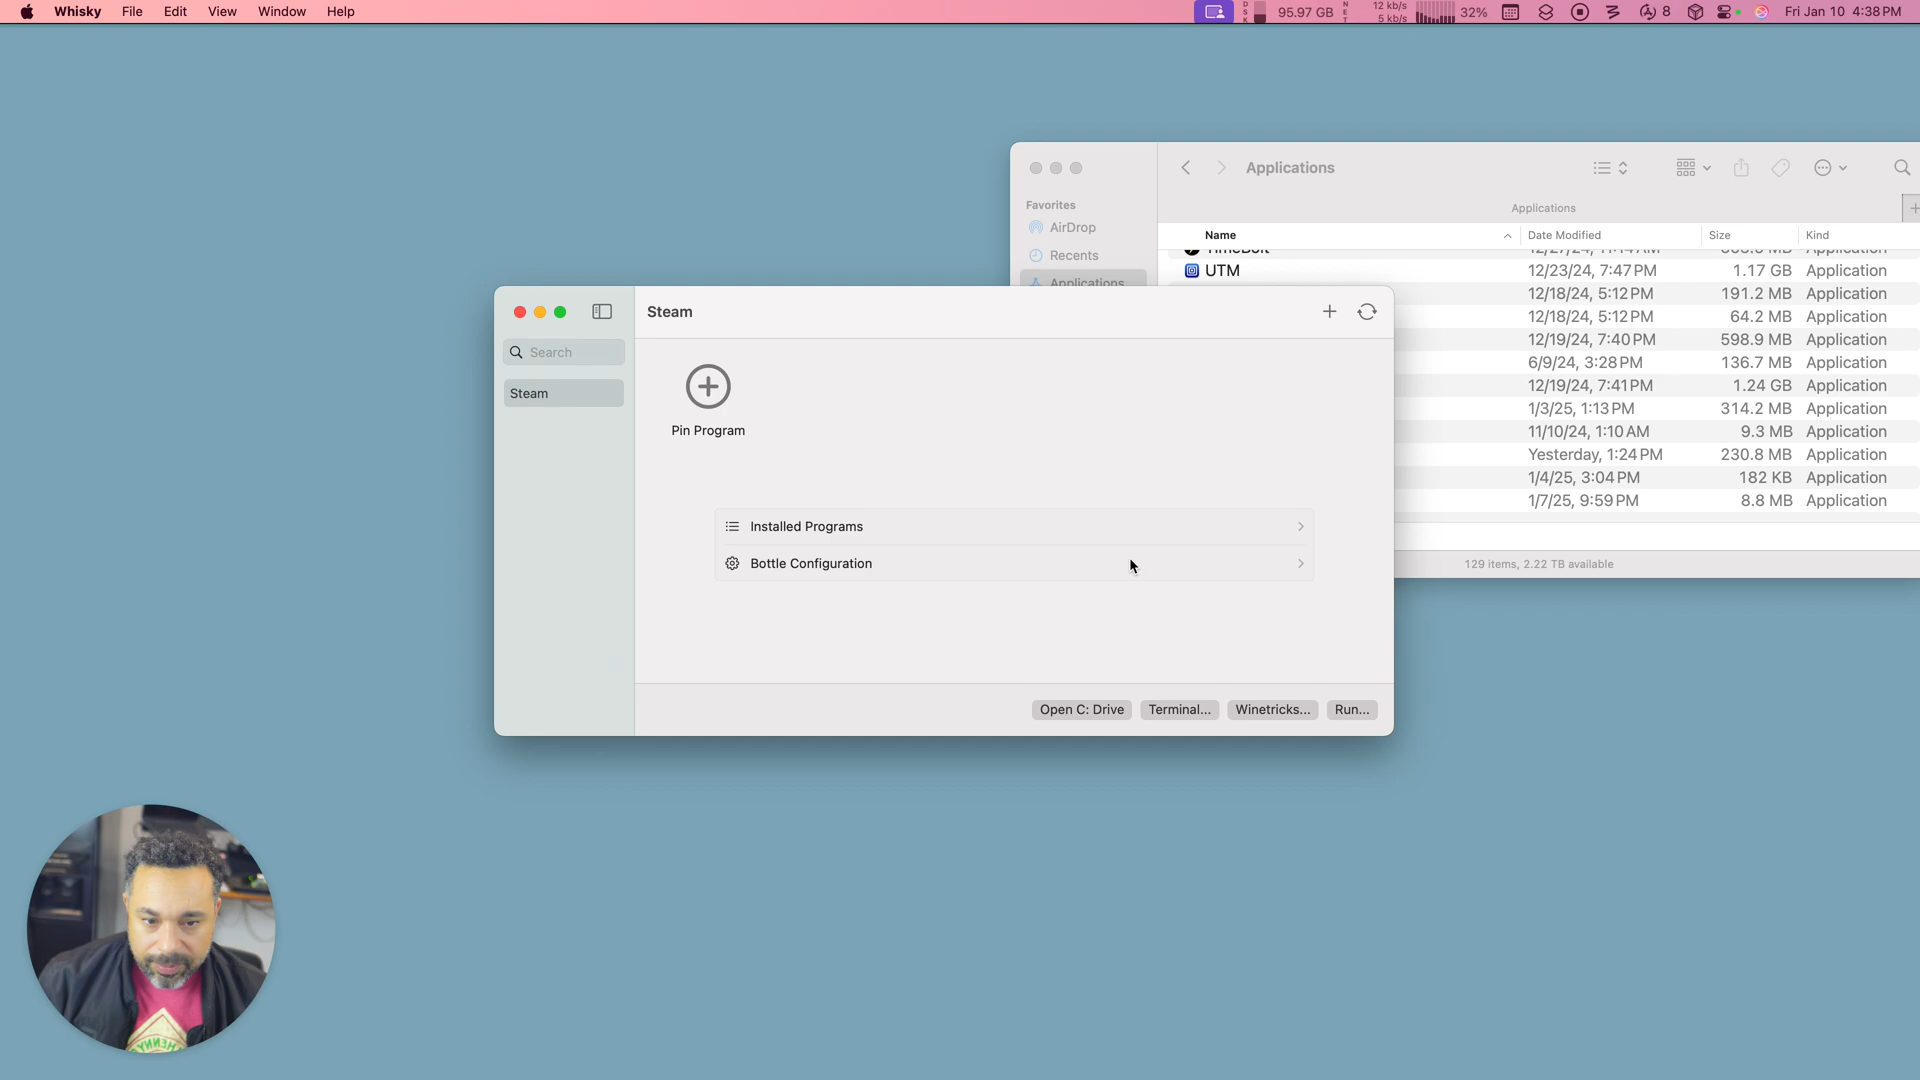 Whisky File Edit View Window Help
DSK 95.97 GB NET 12 kb/s 5 kb/s 32% 8 Fri Jan 10 4:38 PM
Applications
Favorites
AirDrop
Recents
Applications
Applications
Name Date Modified Size Kind
UTM 12/23/24, 7:47 PM 1.17 GB Application
12/18/24, 5:12 PM 191.2 MB Application
12/18/24, 5:12 PM 64.2 MB Application
12/19/24, 7:40 PM 598.9 MB Application
6/9/24, 3:28 PM 136.7 MB Application
12/19/24, 7:41 PM 1.24 GB Application
1/3/25, 1:13 PM 314.2 MB Application
11/10/24, 1:10 AM 9.3 MB Application
Yesterday, 1:24 PM 230.8 MB Application
1/4/25, 3:04 PM 182 KB Application
1/7/25, 9:59 PM 8.8 MB Application
129 items, 2.22 TB available
Steam
Search
Steam
Pin Program
Installed Programs
Bottle Configuration
Open C: Drive Terminal... Winetricks... Run...